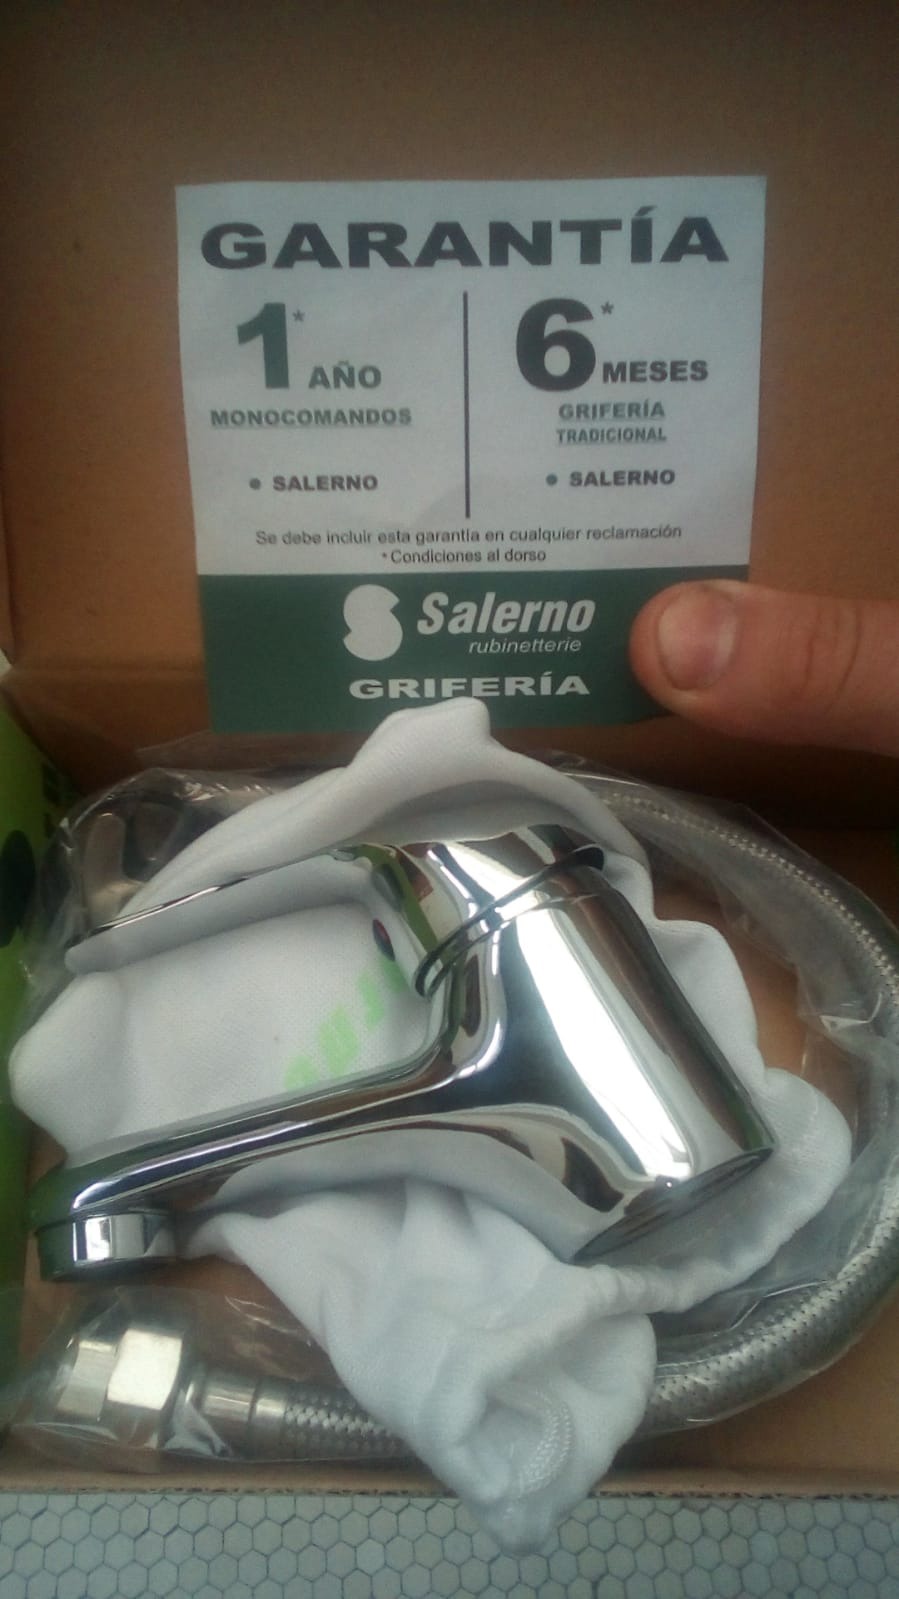 GARANTÍA
1* AÑO
MONOCOMANDOS
• SALERNO
6* MESES
GRIFERÍA
TRADICIONAL
• SALERNO
Se debe incluir esta garantía en cualquier reclamación
*Condiciones al dorso
Salerno
rubinetterie
GRIFERÍA